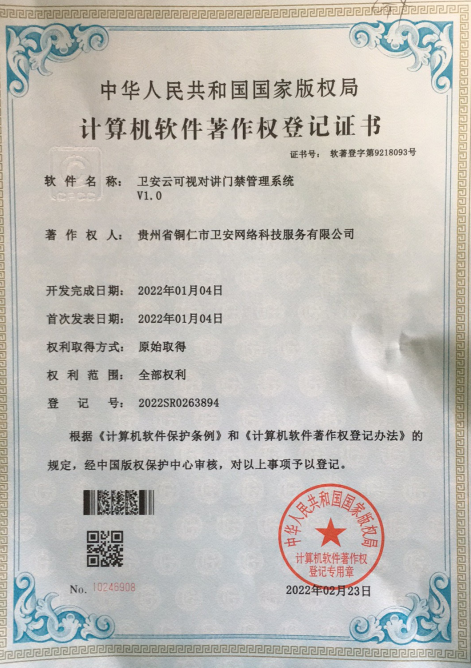 中华人民共和国国家版权局
计算机软件著作权登记证书
证书号： 软著登字第9218093号
软件名称： 卫安云可视对讲门禁管理系统
V1.0
著作权人： 贵州省铜仁市卫安网络科技服务有限公司
开发完成日期： 2022年01月04日
首次发表日期： 2022年01月04日
权利取得方式： 原始取得
权利范围： 全部权利
登记号： 2022SR0263894
根据《计算机软件保护条例》和《计算机软件著作权登记办法》的
规定，经中国版权保护中心审核，对以上事项予以登记。
中华人民共和国国家版权局
计算机软件著作权
登记专用章
No. 10246908
2022年02月23日